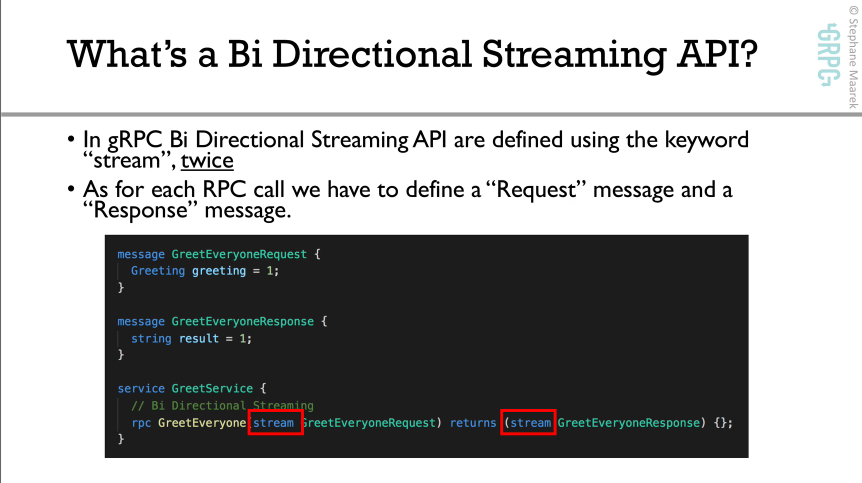 What's a Bi Directional Streaming API?
gRPC
© Stephane Maarek
• In gRPC Bi Directional Streaming API are defined using the keyword
“stream”, twice
• As for each RPC call we have to define a “Request” message and a
“Response” message.
message GreetEveryoneRequest {
Greeting greeting = 1;
}
message GreetEveryoneResponse {
string result = 1;
}
service GreetService {
// Bi Directional Streaming
rpc GreetEveryone(stream GreetEveryoneRequest) returns (stream GreetEveryoneResponse) {};
}